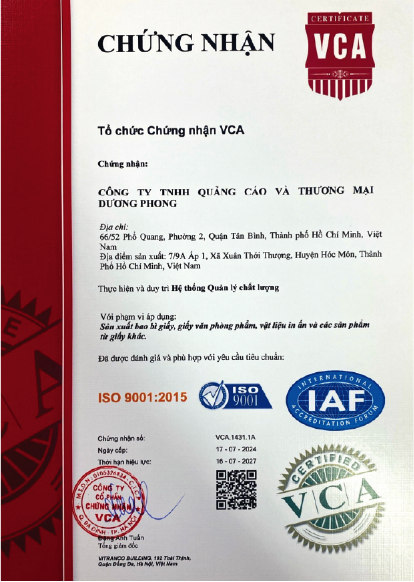 CERTIFICATE
VCA
CHỨNG NHẬN
Tổ chức Chứng nhận VCA
Chứng nhận:
CÔNG TY TNHH QUẢNG CÁO VÀ THƯƠNG MẠI
DƯƠNG PHONG
Địa chỉ:
66/52 Phổ Quang, Phường 2, Quận Tân Bình, Thành phố Hồ Chí Minh, Việt
Nam
Địa điểm sản xuất: 7/9A Ấp 1, Xã Xuân Thới Thượng, Huyện Hóc Môn, Thành
Phố Hồ Chí Minh, Việt Nam
Thực hiện và duy trì Hệ thống Quản lý chất lượng
Với phạm vi áp dụng:
Sản xuất bao bì giấy, giấy văn phòng phẩm, vật liệu in ấn và các sản phẩm
từ giấy khác.
Đã được đánh giá và phù hợp với yêu cầu tiêu chuẩn:
ISO 9001:2015
ISO
9001
INTERNATIONAL
IAF
ACCREDITATION FORUM
Chứng nhận số: VCA.1431.1A
Ngày cấp: 17 - 07 - 2024
Thời hạn hiệu lực: 16 - 07 - 2027
CÔNG TY
CỔ PHẦN
CHỨNG NHẬN
VCA
CERTIFIED
VCA
Đặng Anh Tuấn
Tổng giám đốc
VITRANCO BUILDING, 192 Thái Thịnh,
Quận Đống Đa, Hà Nội, Việt Nam